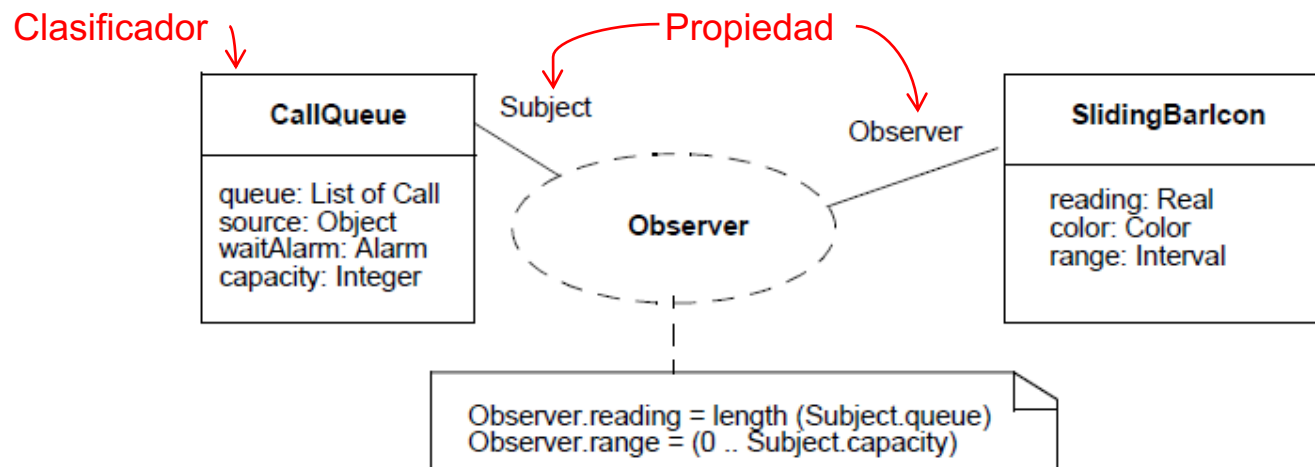 Clasificador
Propiedad
CallQueue
Subject
Observer
SlidingBarIcon
queue: List of Call
source: Object
waitAlarm: Alarm
capacity: Integer
Observer
reading: Real
color: Color
range: Interval
Observer.reading = length (Subject.queue)
Observer.range = (0 .. Subject.capacity)